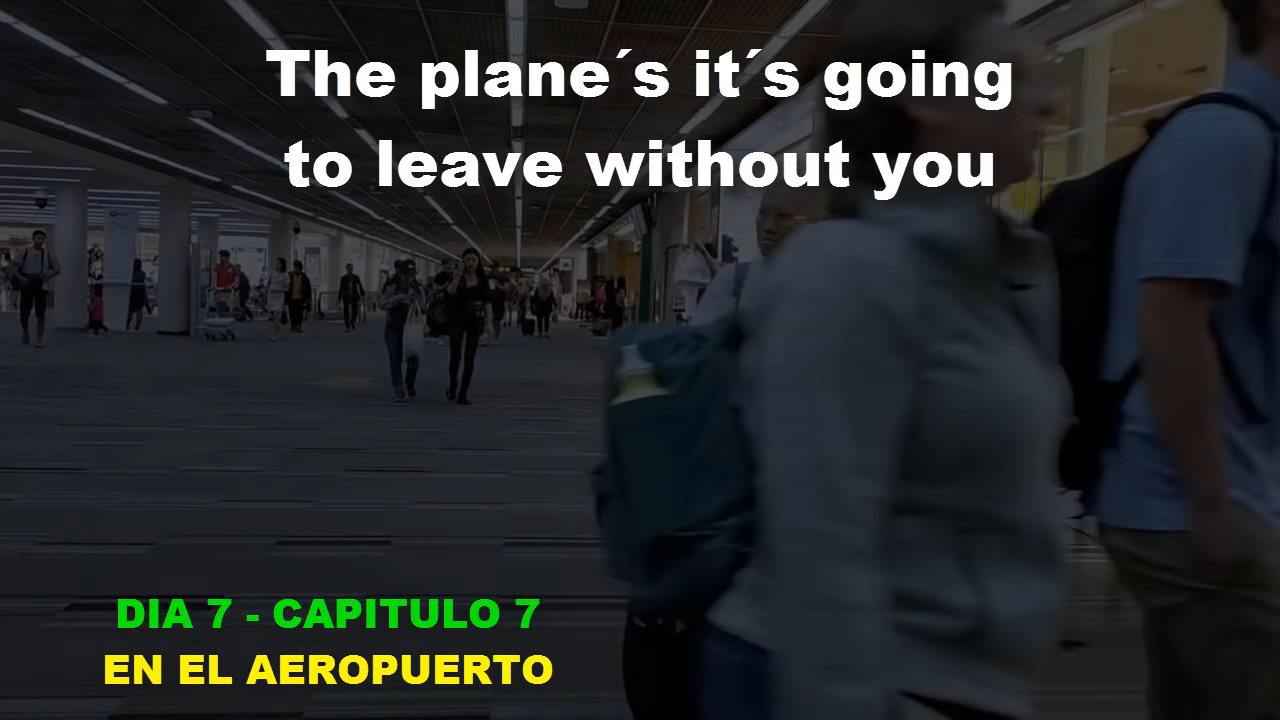 The plane´s it´s going
to leave without you
DIA 7 - CAPITULO 7
EN EL AEROPUERTO